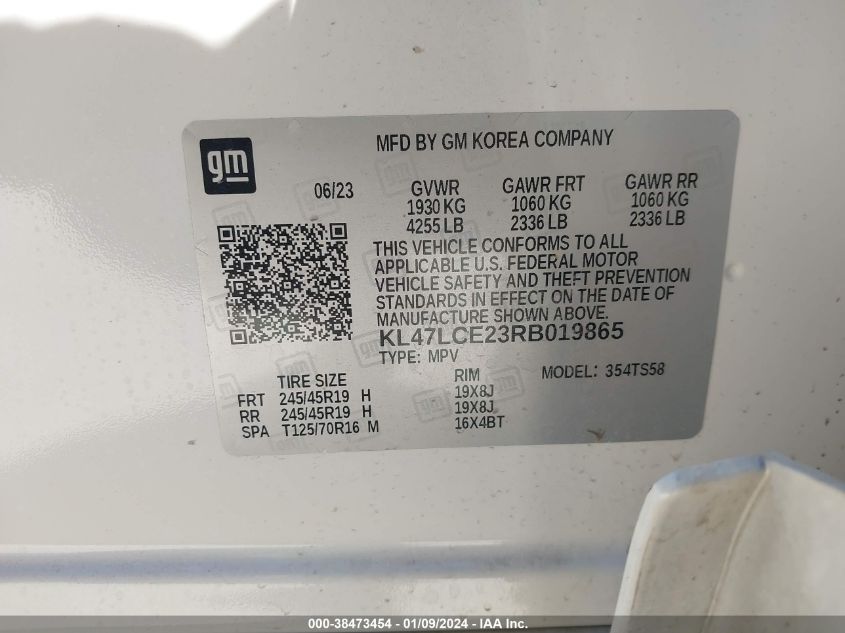 MFD BY GM KOREA COMPANY
gm
06/23
GVWR GAWR FRT GAWR RR
1930 KG 1060 KG 1060 KG
4255 LB 2336 LB 2336 LB
THIS VEHICLE CONFORMS TO ALL
APPLICABLE U.S. FEDERAL MOTOR
VEHICLE SAFETY AND THEFT PREVENTION
STANDARDS IN EFFECT ON THE DATE OF
MANUFACTURE SHOWN ABOVE.
KL47LCE23RB019865
TYPE: MPV
MODEL: 354TS58
TIRE SIZE RIM
FRT 245/45R19 H 19X8J
RR 245/45R19 H 19X8J
SPA T125/70R16 M 16X4BT
000-38473454 - 01/09/2024 - IAA Inc.